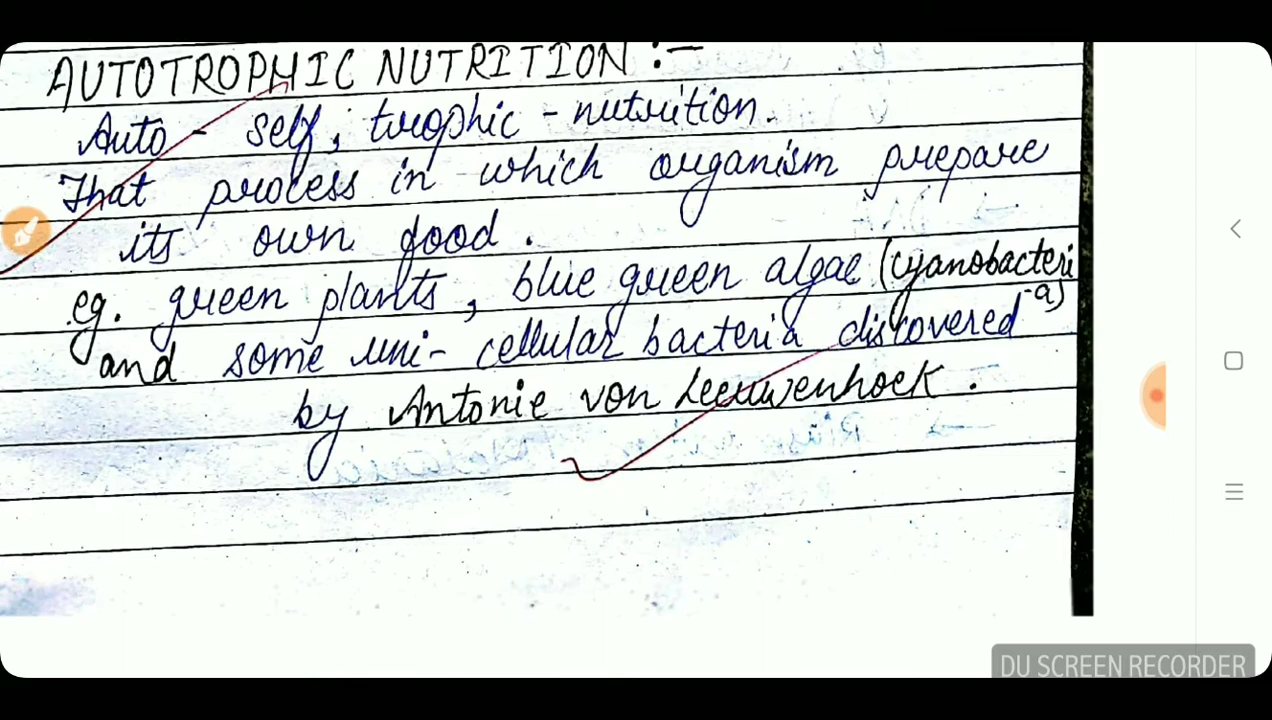 AUTOTROPHIC NUTRITION :-
Auto - self, trophic - nutrition.
That process in which organism prepare
its own food.
eg. green plants, blue green algae (cyanobacteri
-a)
and some uni-cellular bacteria discovered
by Antonie von Leeuwenhoek.
DU SCREEN RECORDER